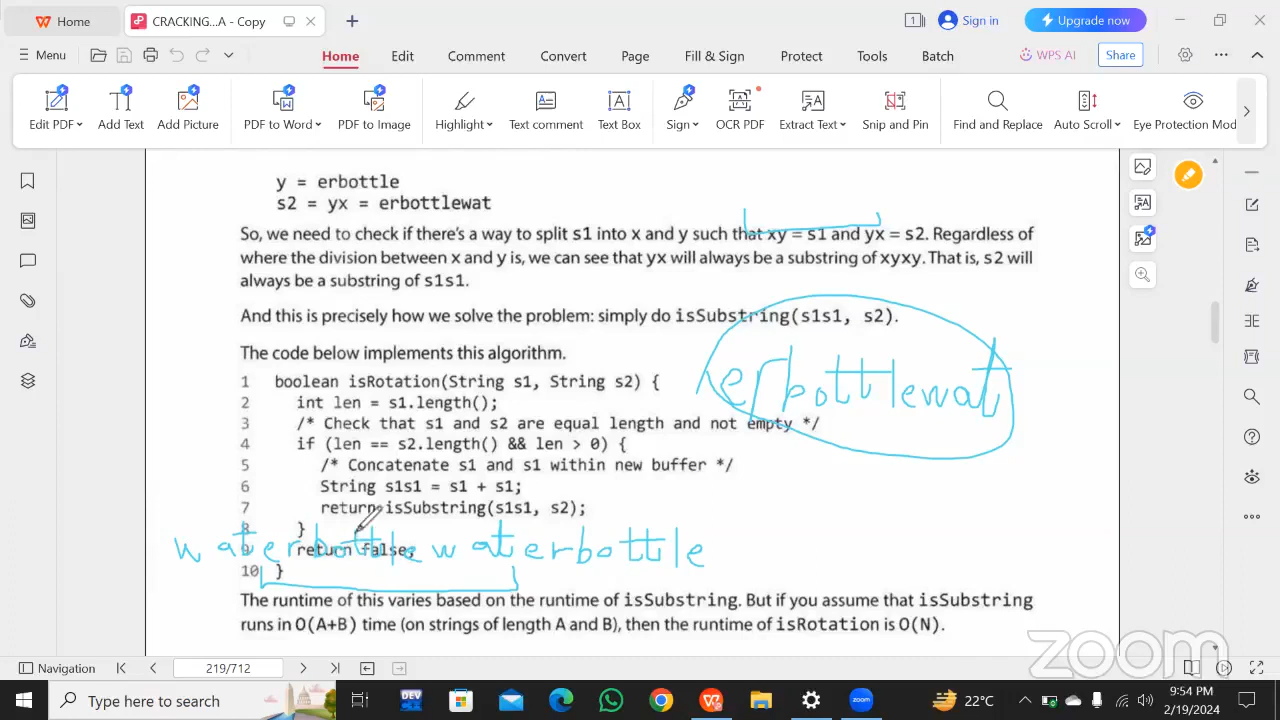 Home
CRACKING...A - Copy
1
Sign in
Upgrade now
Menu
Home
Edit
Comment
Convert
Page
Fill & Sign
Protect
Tools
Batch
WPS AI
Share
Edit PDF
Add Text
Add Picture
PDF to Word
PDF to Image
Highlight
Text comment
Text Box
Sign
OCR PDF
Extract Text
Snip and Pin
Find and Replace
Auto Scroll
Eye Protection Mod
y = erbottle
s2 = yx = erbottlewat
So, we need to check if there's a way to split s1 into x and y such that xy = s1 and yx = s2. Regardless of
where the division between x and y is, we can see that yx will always be a substring of xyxy. That is, s2 will
always be a substring of s1s1.
And this is precisely how we solve the problem: simply do isSubstring(s1s1, s2).
The code below implements this algorithm.
erbottlewat
1 boolean isRotation(String s1, String s2) {
2 int len = s1.length();
3 /* Check that s1 and s2 are equal length and not empty */
4 if (len == s2.length() && len > 0) {
5 /* Concatenate s1 and s1 within new buffer */
6 String s1s1 = s1 + s1;
7 return isSubstring(s1s1, s2);
8 }
9 return false;
waterbottlewaterbottle
10 }
The runtime of this varies based on the runtime of isSubstring. But if you assume that isSubstring
runs in O(A+B) time (on strings of length A and B), then the runtime of isRotation is O(N).
zoom
Navigation
219/712
Type here to search
DEV
zoom
22°C
9:54 PM
2/19/2024